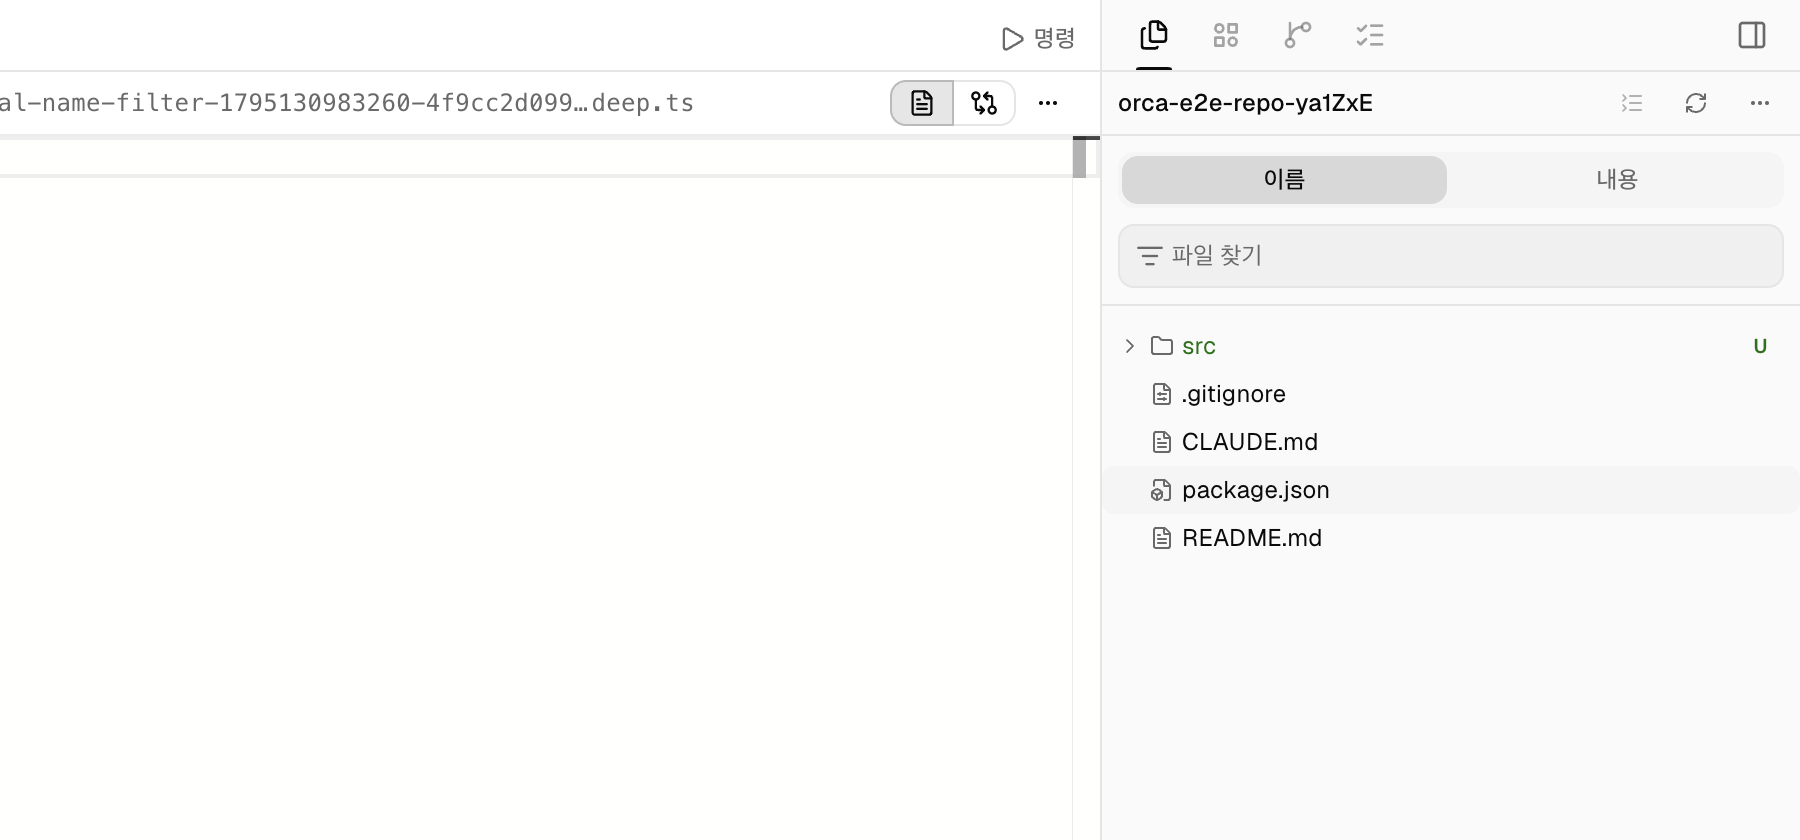 명령
al-name-filter-1795130983260-4f9cc2d099…deep.ts
orca-e2e-repo-ya1ZxE
이름
내용
파일 찾기
src
U
.gitignore
CLAUDE.md
package.json
README.md